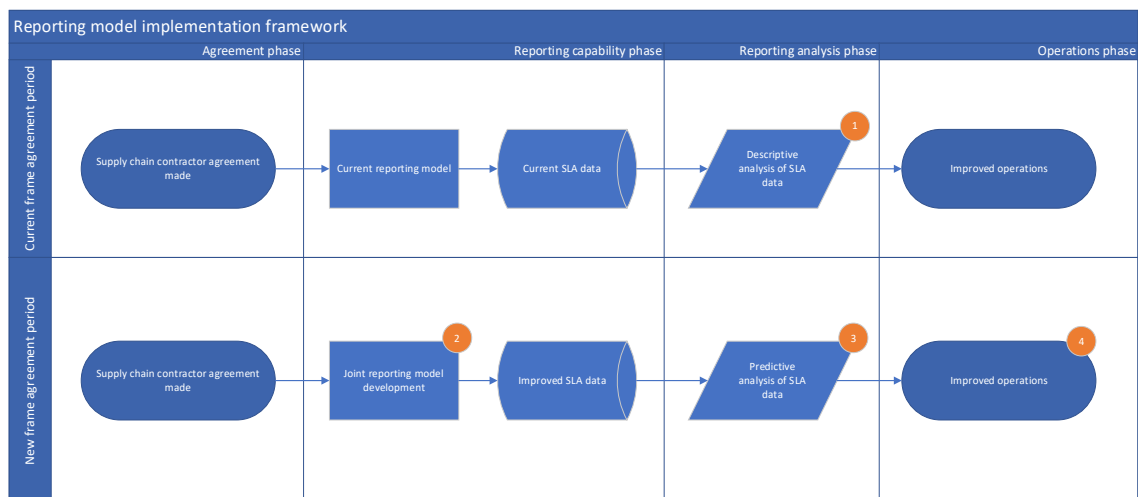 Reporting model implementation framework
Agreement phase
Reporting capability phase
Reporting analysis phase
Operations phase
Current frame agreement period
Supply chain contractor agreement
made
Current reporting model
Current SLA data
1
Descriptive
analysis of SLA
data
Improved operations
New frame agreement period
Supply chain contractor agreement
made
2
Joint reporting model
development
Improved SLA data
3
Predictive
analysis of SLA
data
4
Improved operations